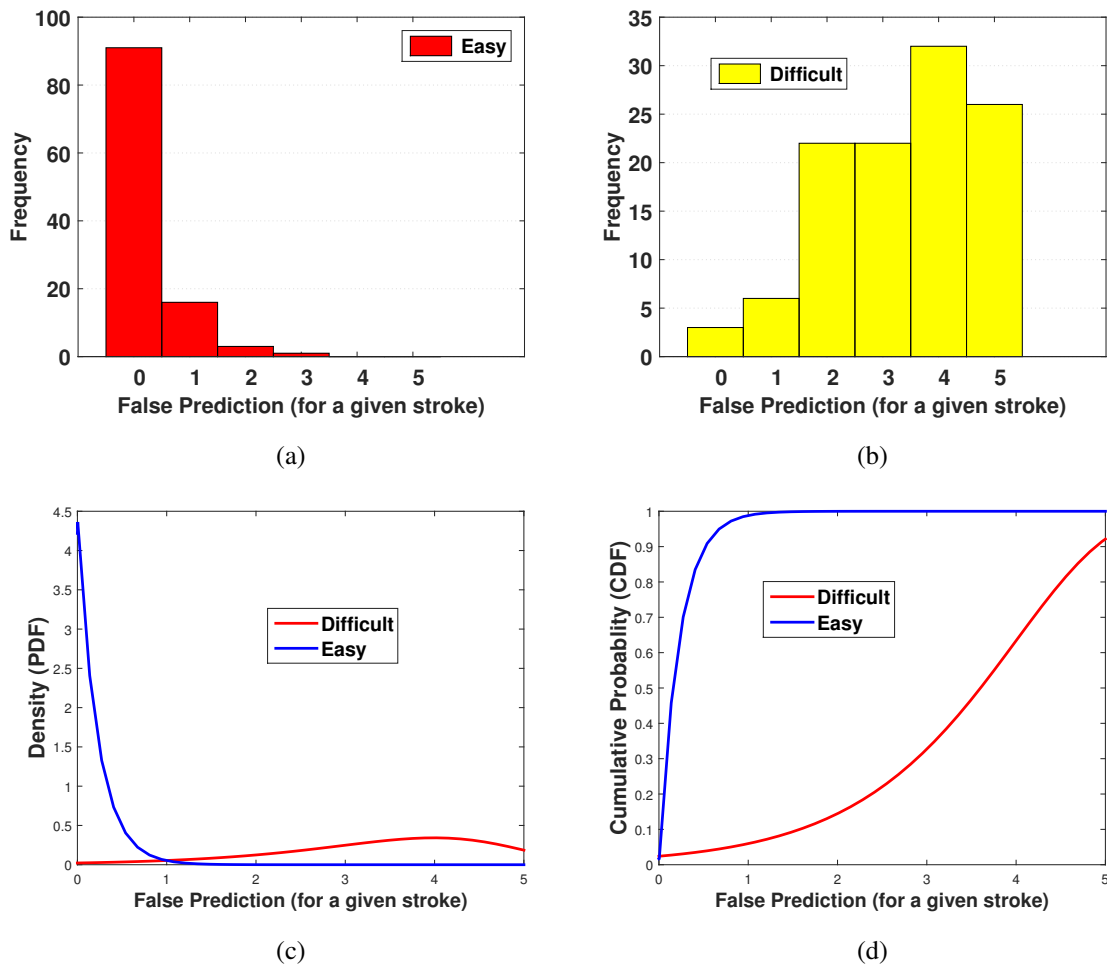 100
80
60
40
20
0
Frequency
Easy
0 1 2 3 4 5
False Prediction (for a given stroke)
(a)
35
30
25
20
15
10
5
0
Frequency
Difficult
0 1 2 3 4 5
False Prediction (for a given stroke)
(b)
4.5
4
3.5
3
2.5
2
1.5
1
0.5
0
Density (PDF)
Difficult
Easy
0 1 2 3 4 5
False Prediction (for a given stroke)
(c)
1
0.9
0.8
0.7
0.6
0.5
0.4
0.3
0.2
0.1
0
Cumulative Probablity (CDF)
Difficult
Easy
0 1 2 3 4 5
False Prediction (for a given stroke)
(d)